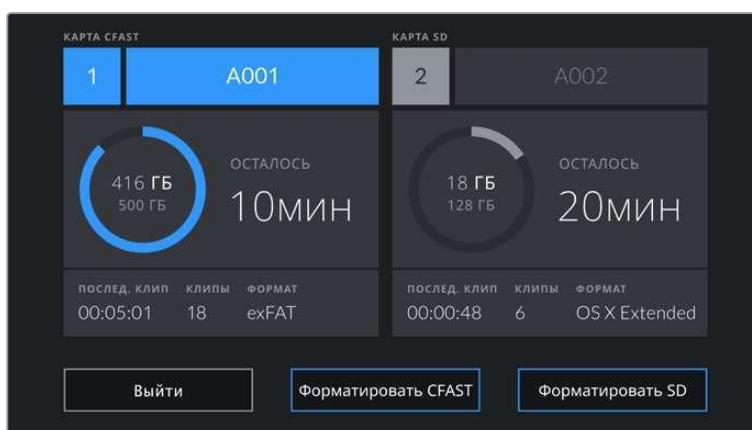 КАРТА CFAST
КАРТА SD
1
A001
2
A002
416 ГБ
500 ГБ
ОСТАЛОСЬ
10мин
18 ГБ
128 ГБ
ОСТАЛОСЬ
20мин
ПОСЛЕД. КЛИП КЛИПЫ ФОРМАТ
00:05:01 18 exFAT
ПОСЛЕД. КЛИП КЛИПЫ ФОРМАТ
00:00:48 6 OS X Extended
Выйти
Форматировать CFAST
Форматировать SD